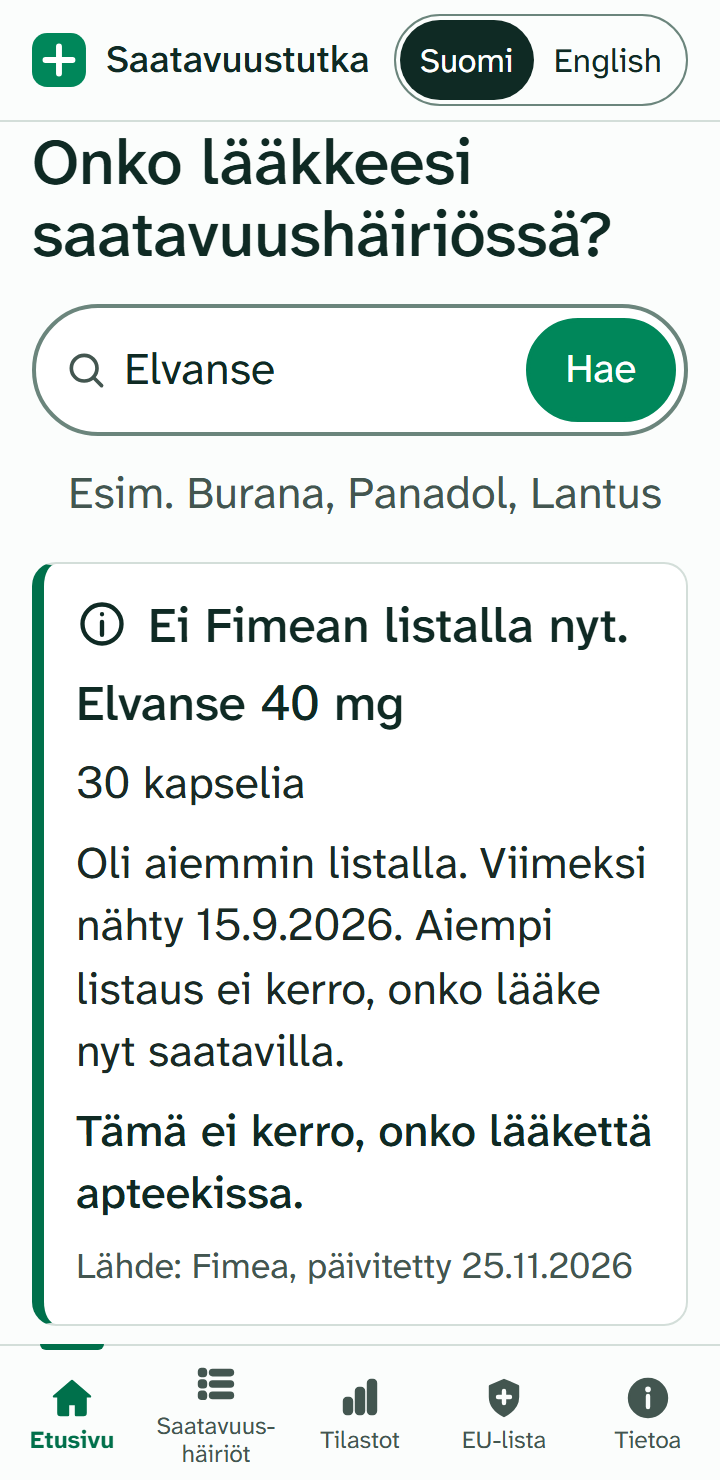 Saatavuustutka
Suomi
English
Onko lääkkeesi
saatavuushäiriössä?
Elvanse
Hae
Esim. Burana, Panadol, Lantus
Ei Fimean listalla nyt.
Elvanse 40 mg
30 kapselia
Oli aiemmin listalla. Viimeksi
nähty 15.9.2026. Aiempi
listaus ei kerro, onko lääke
nyt saatavilla.
Tämä ei kerro, onko lääkettä
apteekissa.
Lähde: Fimea, päivitetty 25.11.2026
Etusivu
Saatavuus-
häiriöt
Tilastot
EU-lista
Tietoa